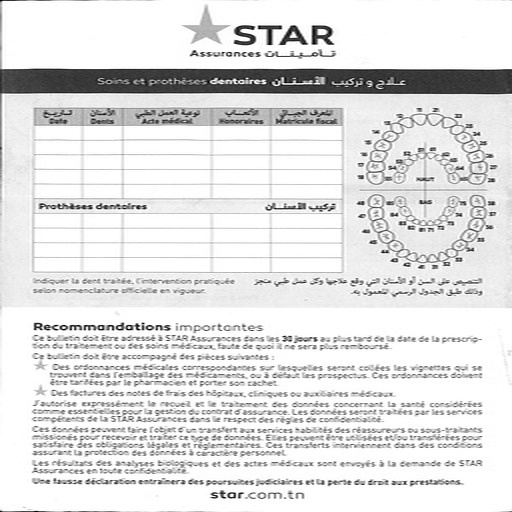 STAR
Assurances تأمينات
Soins et prothèses dentaires علاج و تركيب الأسنان
تاريخ الأسنان نوعية العمل الطبي الأتعاب المعرف الجبائي
Date Dents Acte médical Honoraires Matricule fiscal
Prothèses dentaires تركيب الأسنان
HAUT
BAS
Indiquer la dent traitée, l'intervention pratiquée
selon nomenclature officielle en vigueur.
التنصيص على السن أو الأسنان التي وقع علاجها وكل عمل طبي منجز
وذلك طبق الجدول الرسمي المعمول به.
Recommandations importantes
Ce bulletin doit être adressé à STAR Assurances dans les 30 jours au plus tard de la date de la prescrip-
tion du traitement ou des soins médicaux, faute de quoi il ne sera plus remboursé.
Ce bulletin doit être accompagné des pièces suivantes :
Des ordonnances médicales correspondantes sur lesquelles seront collées les vignettes qui se
trouvent dans l'emballage des médicaments, ou à défaut les prospectus. Ces ordonnances doivent
être tarifées par le pharmacien et porter son cachet.
Des factures des notes de frais des hôpitaux, cliniques ou auxiliaires médicaux.
J'autorise expressément le recueil et le traitement des données concernant la santé considérées
comme essentielles pour la gestion du contrat d'assurance. Les données seront traitées par les services
compétents de la STAR Assurances dans le respect des règles de confidentialité.
Ces données peuvent faire l'objet d'un transfert aux services habilités des réassureurs ou sous-traitants
missionnés pour recevoir et traiter ce type de données. Elles peuvent être utilisées et/ou transférées pour
satisfaire des obligations légales et réglementaires. Ces transferts interviennent dans des conditions
assurant la protection des données à caractère personnel.
Les résultats des analyses biologiques et des actes médicaux sont envoyés à la demande de STAR
Assurances en toute confidentialité.
Une fausse déclaration entraînera des poursuites judiciaires et la perte du droit aux prestations.
star.com.tn